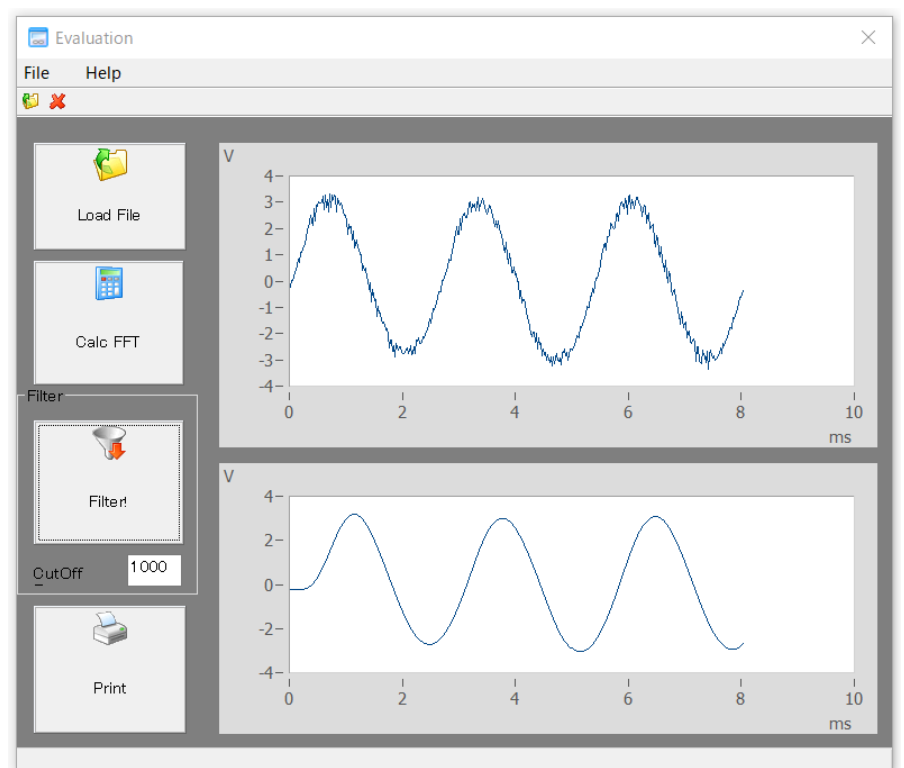 Evaluation
File Help
Load File
Calc FFT
Filter
Filter!
CutOff 1000
Print
V
4
3
2
1
0
-1
-2
-3
-4
0 2 4 6 8 10
ms
V
4
2
0
-2
-4
0 2 4 6 8 10
ms